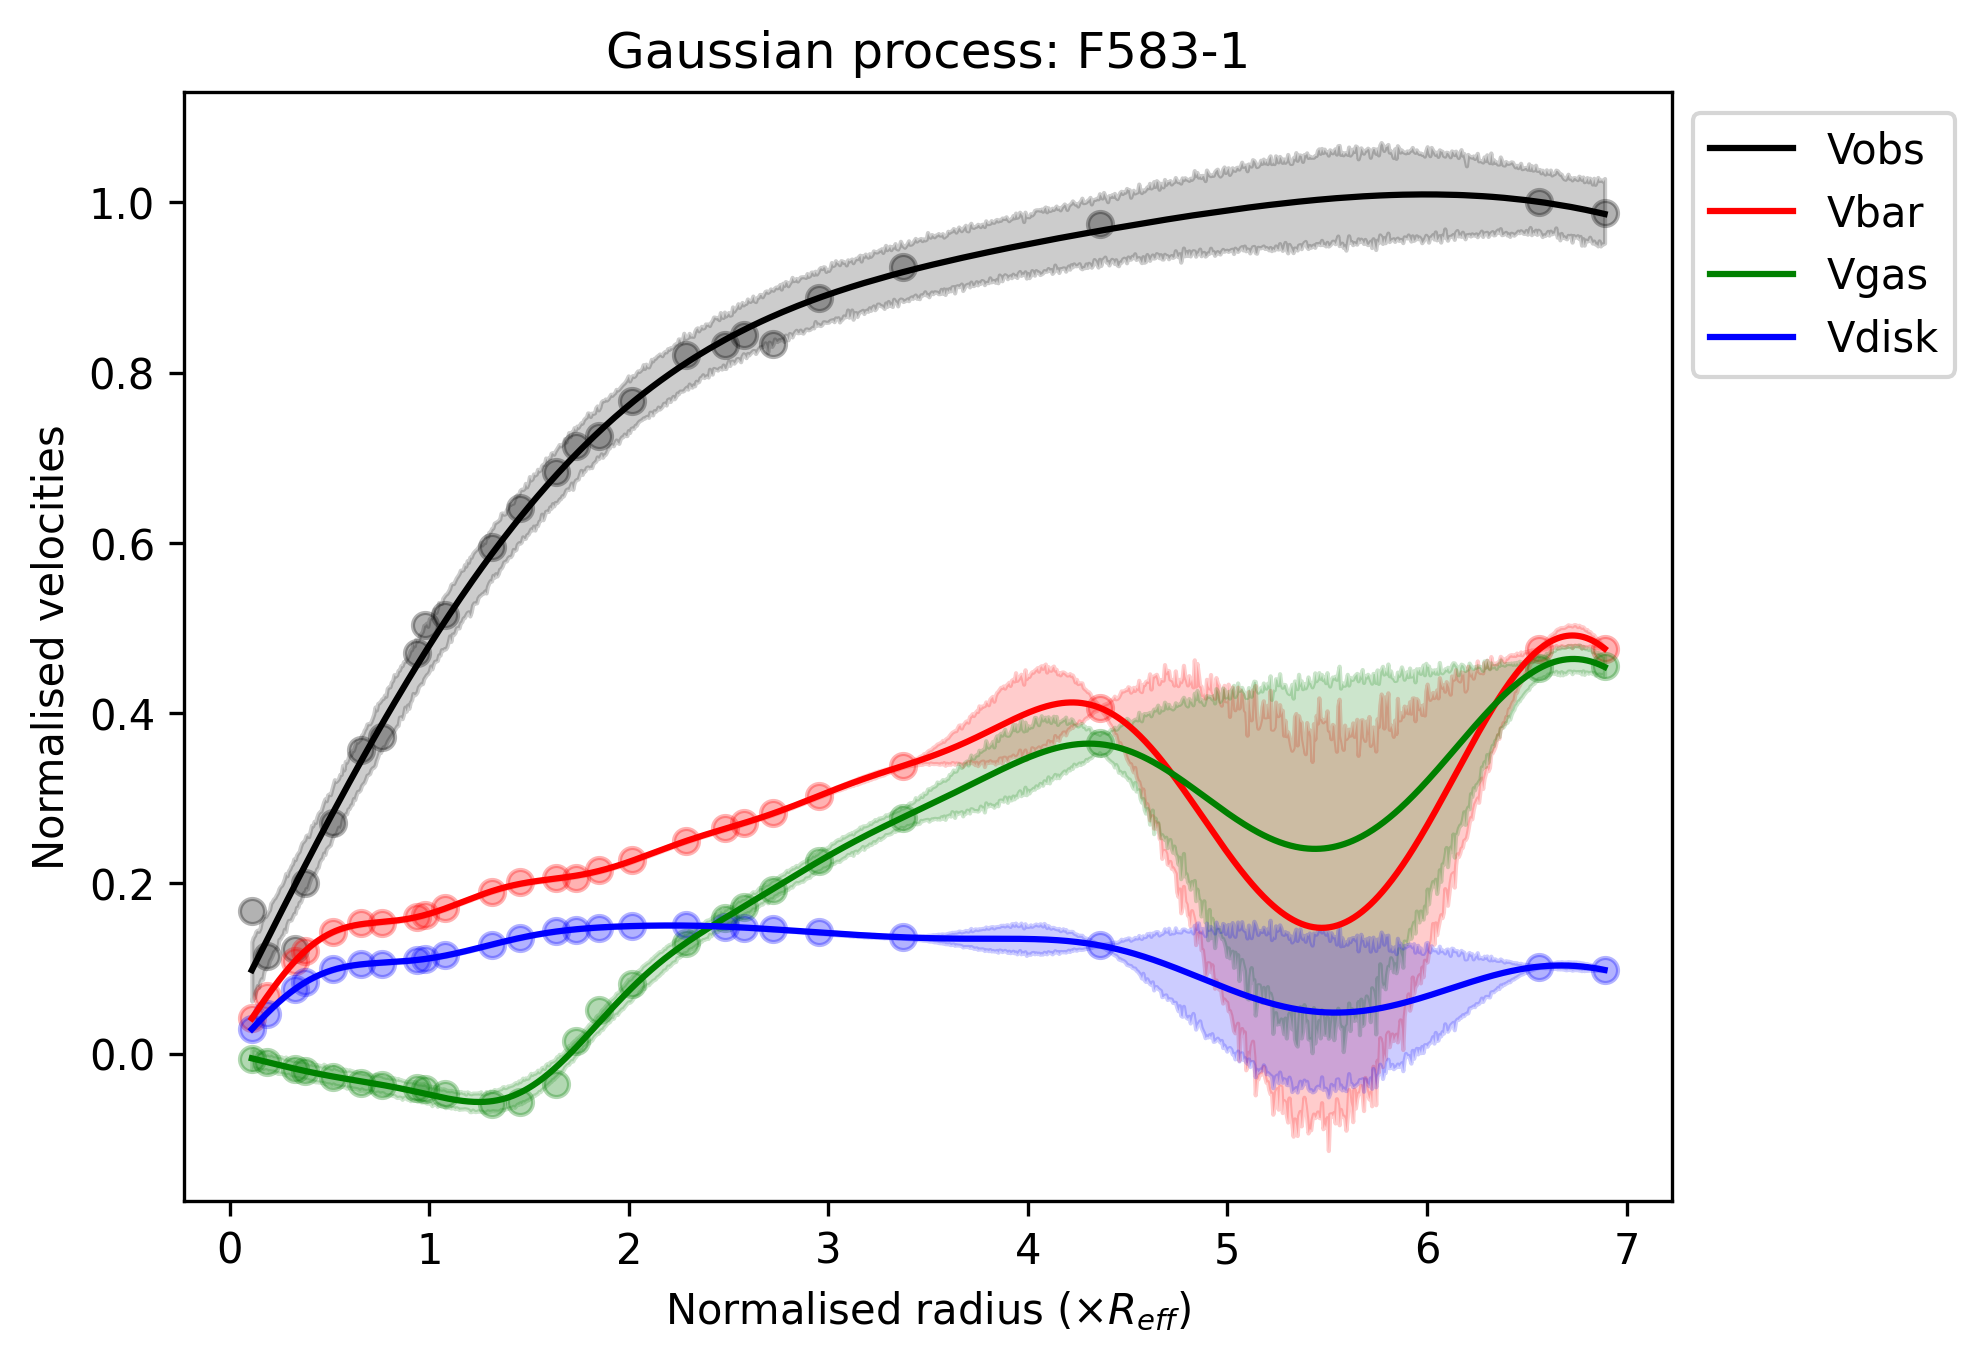 Gaussian process: F583-1
Vobs
Vbar
Vgas
Vdisk
Normalised velocities
1.0
0.8
0.6
0.4
0.2
0.0
0 1 2 3 4 5 6 7
Normalised radius (×R_eff)